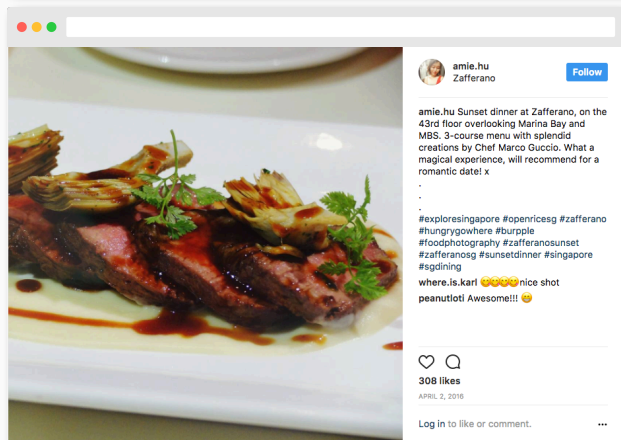 amie.hu
Zafferano
Follow
amie.hu Sunset dinner at Zafferano, on the
43rd floor overlooking Marina Bay and
MBS. 3-course menu with splendid
creations by Chef Marco Guccio. What a
magical experience, will recommend for a
romantic date! x
.
.
.
#exploresingapore #openricesg #zafferano
#hungrygowhere #burpple
#foodphotography #zafferanosunset
#zafferanosg #sunsetdinner #singapore
#sgdining
where.is.karl 😋😋😋😋nice shot
peanutloti Awesome!!! 😁
308 likes
APRIL 2, 2016
Log in to like or comment.